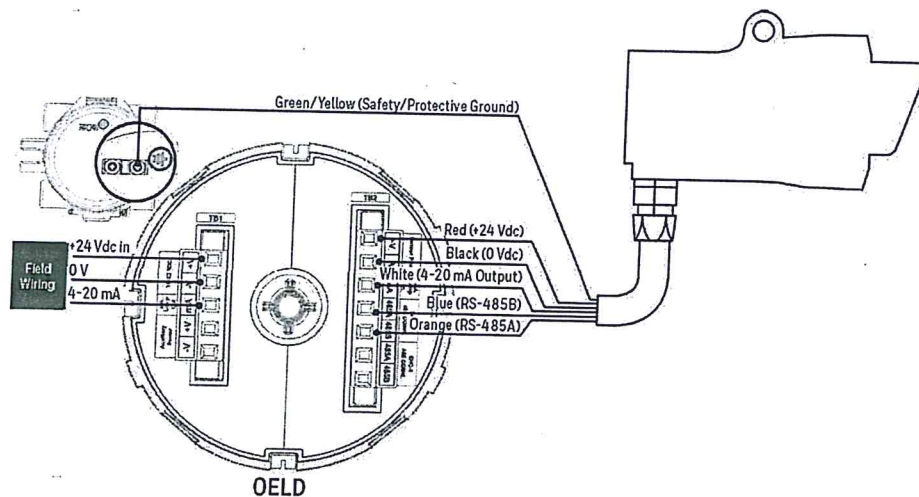 Green/Yellow (Safety/Protective Ground)
TB1
TB2
Red (+24 Vdc)
Black (0 Vdc)
White (4-20 mA Output)
Blue (RS-485B)
Orange (RS-485A)
+24 Vdc in
0 V
4-20 mA
Field
Wiring
OELD